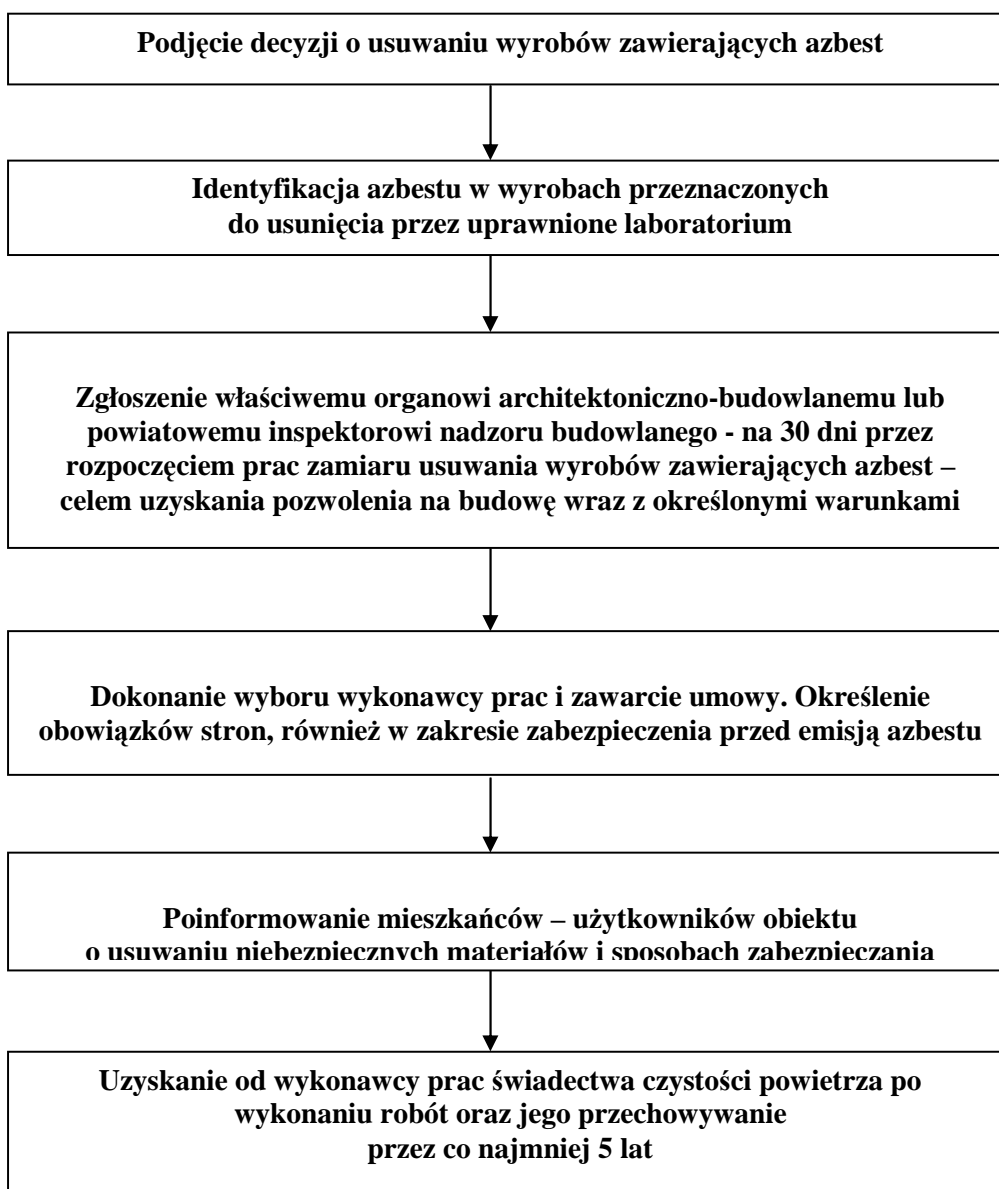 Podjęcie decyzji o usuwaniu wyrobów zawierających azbest
Identyfikacja azbestu w wyrobach przeznaczonych
do usunięcia przez uprawnione laboratorium
Zgłoszenie właściwemu organowi architektoniczno-budowlanemu lub
powiatowemu inspektorowi nadzoru budowlanego - na 30 dni przez
rozpoczęciem prac zamiaru usuwania wyrobów zawierających azbest –
celem uzyskania pozwolenia na budowę wraz z określonymi warunkami
Dokonanie wyboru wykonawcy prac i zawarcie umowy. Określenie
obowiązków stron, również w zakresie zabezpieczenia przed emisją azbestu
Poinformowanie mieszkańców – użytkowników obiektu
o usuwaniu niebezpiecznych materiałów i sposobach zabezpieczania
Uzyskanie od wykonawcy prac świadectwa czystości powietrza po
wykonaniu robót oraz jego przechowywanie
przez co najmniej 5 lat